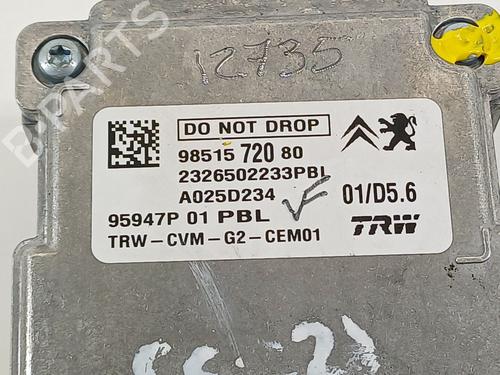 12735
B-PARTS
DO NOT DROP
98515 720 80
2326502233PBL
A025D234
01/D5.6
95947P 01 PBL
TRW
TRW-CVM-G2-CEM01